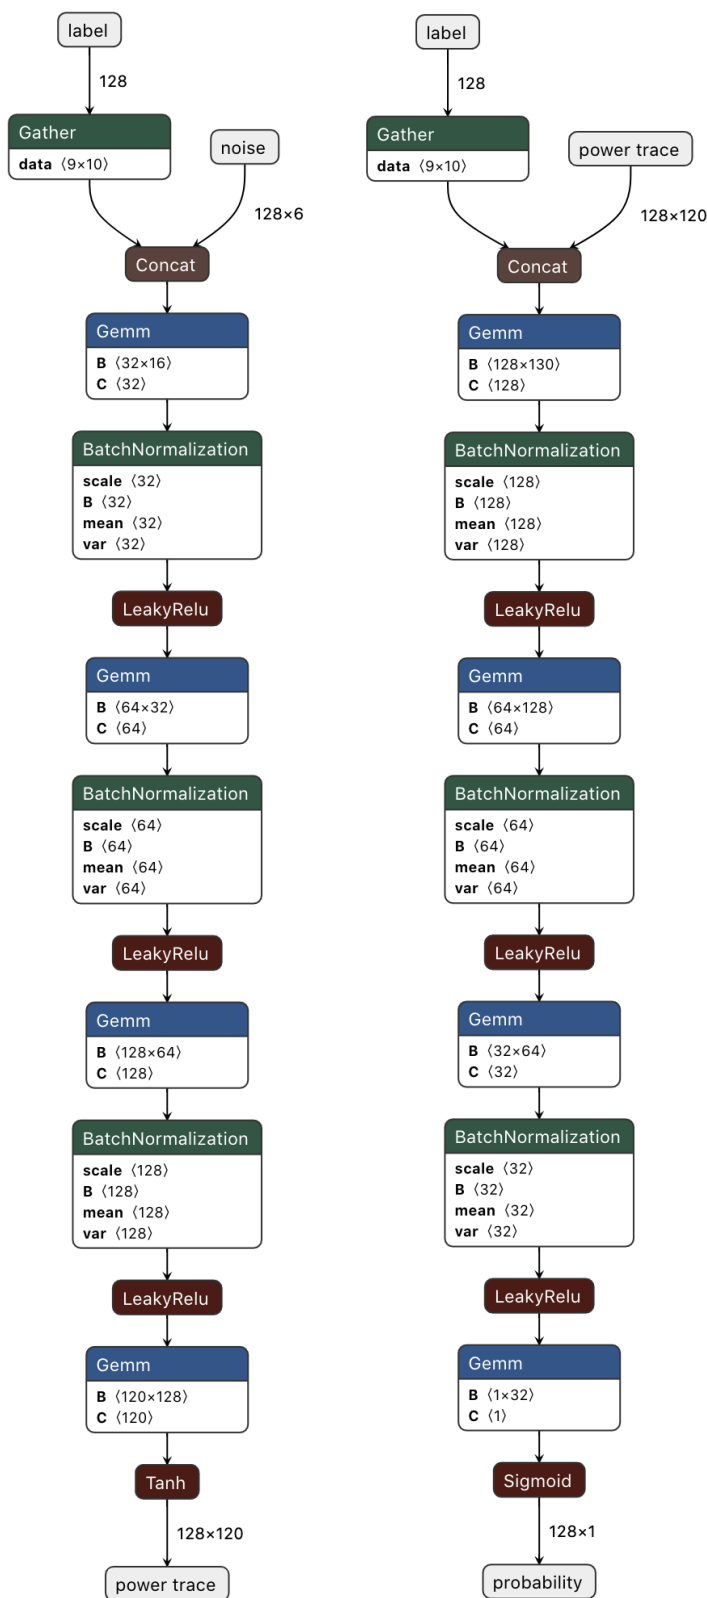 label
128
Gather
data ⟨9×10⟩
noise
128×6
Concat
Gemm
B ⟨32×16⟩
C ⟨32⟩
BatchNormalization
scale ⟨32⟩
B ⟨32⟩
mean ⟨32⟩
var ⟨32⟩
LeakyRelu
Gemm
B ⟨64×32⟩
C ⟨64⟩
BatchNormalization
scale ⟨64⟩
B ⟨64⟩
mean ⟨64⟩
var ⟨64⟩
LeakyRelu
Gemm
B ⟨128×64⟩
C ⟨128⟩
BatchNormalization
scale ⟨128⟩
B ⟨128⟩
mean ⟨128⟩
var ⟨128⟩
LeakyRelu
Gemm
B ⟨120×128⟩
C ⟨120⟩
Tanh
128×120
power trace
label
128
Gather
data ⟨9×10⟩
power trace
128×120
Concat
Gemm
B ⟨128×130⟩
C ⟨128⟩
BatchNormalization
scale ⟨128⟩
B ⟨128⟩
mean ⟨128⟩
var ⟨128⟩
LeakyRelu
Gemm
B ⟨64×128⟩
C ⟨64⟩
BatchNormalization
scale ⟨64⟩
B ⟨64⟩
mean ⟨64⟩
var ⟨64⟩
LeakyRelu
Gemm
B ⟨32×64⟩
C ⟨32⟩
BatchNormalization
scale ⟨32⟩
B ⟨32⟩
mean ⟨32⟩
var ⟨32⟩
LeakyRelu
Gemm
B ⟨1×32⟩
C ⟨1⟩
Sigmoid
128×1
probability